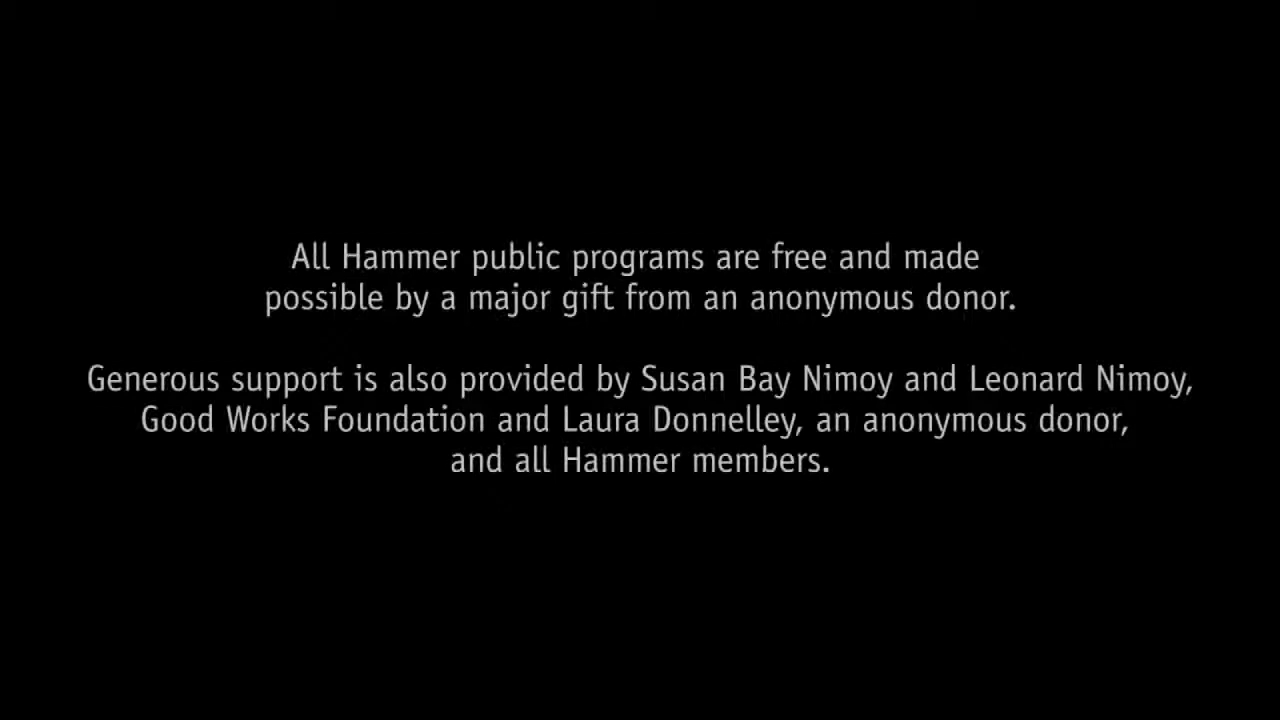 All Hammer public programs are free and made
possible by a major gift from an anonymous donor.
Generous support is also provided by Susan Bay Nimoy and Leonard Nimoy,
Good Works Foundation and Laura Donnelley, an anonymous donor,
and all Hammer members.